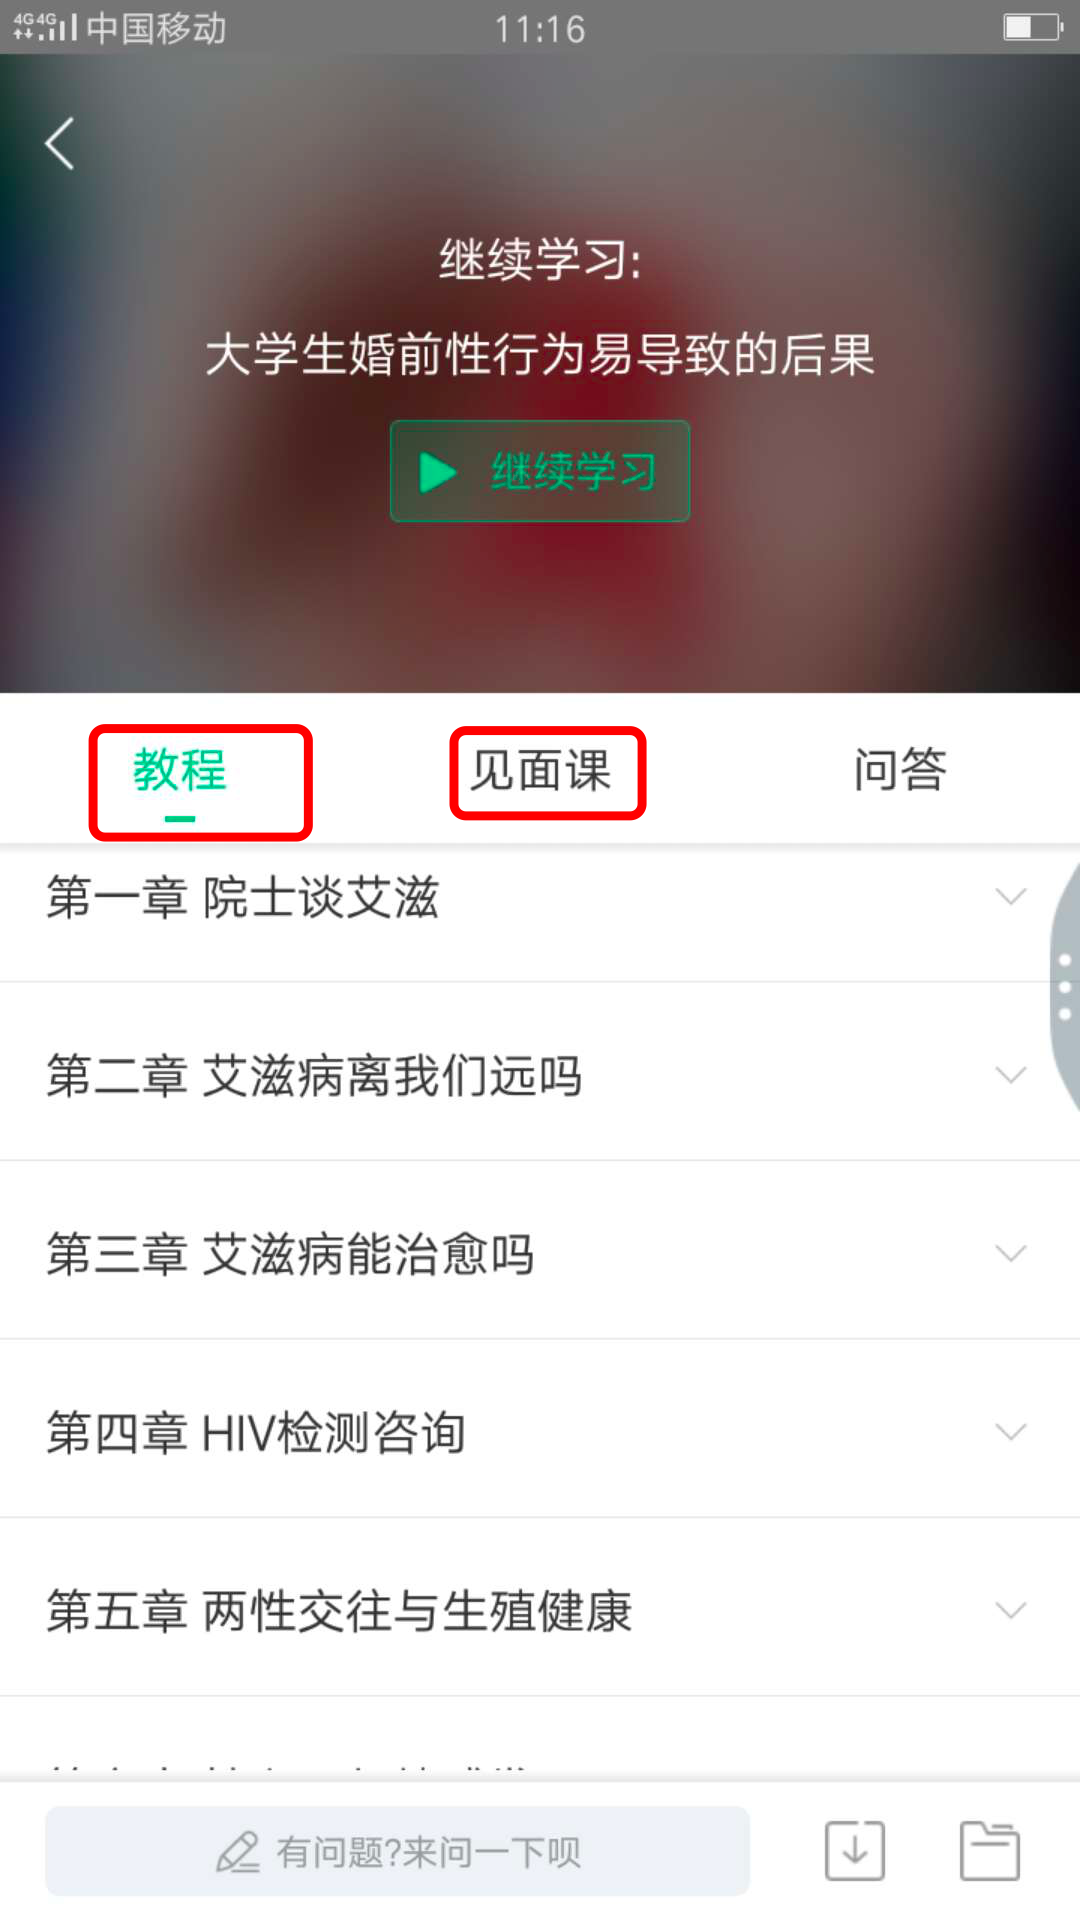 4G 4G 中国移动 11:16
继续学习:
大学生婚前性行为易导致的后果
继续学习
教程 见面课 问答
第一章 院士谈艾滋
第二章 艾滋病离我们远吗
第三章 艾滋病能治愈吗
第四章 HIV检测咨询
第五章 两性交往与生殖健康
有问题?来问一下呗